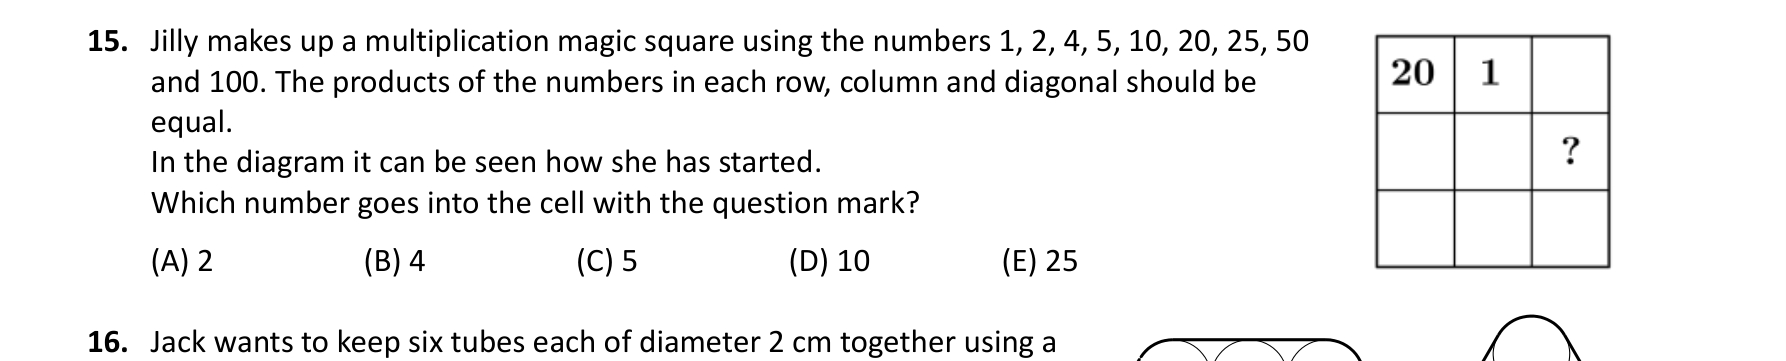 15. Jilly makes up a multiplication magic square using the numbers 1, 2, 4, 5, 10, 20, 25, 50
and 100. The products of the numbers in each row, column and diagonal should be
equal.
In the diagram it can be seen how she has started.
Which number goes into the cell with the question mark?
(A) 2 (B) 4 (C) 5 (D) 10 (E) 25
20 1
?
16. Jack wants to keep six tubes each of diameter 2 cm together using a